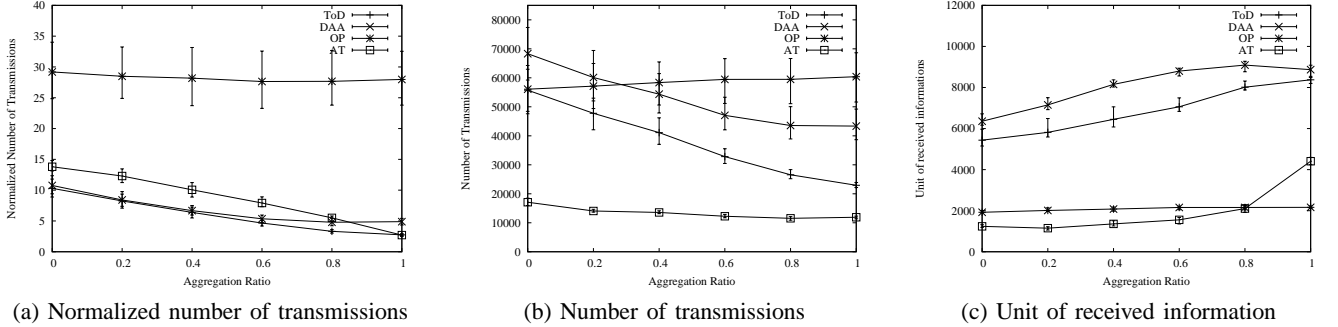 40
35
30
25
20
15
10
5
0
Normalized Number of Transmissions
0 0.2 0.4 0.6 0.8 1
Aggregation Ratio
ToD
DAA
OP
AT
(a) Normalized number of transmissions
80000
70000
60000
50000
40000
30000
20000
10000
0
Number of Transmissions
0 0.2 0.4 0.6 0.8 1
Aggregation Ratio
ToD
DAA
OP
AT
(b) Number of transmissions
12000
10000
8000
6000
4000
2000
0
Unit of received informations
0 0.2 0.4 0.6 0.8 1
Aggregation Ratio
ToD
DAA
OP
AT
(c) Unit of received information